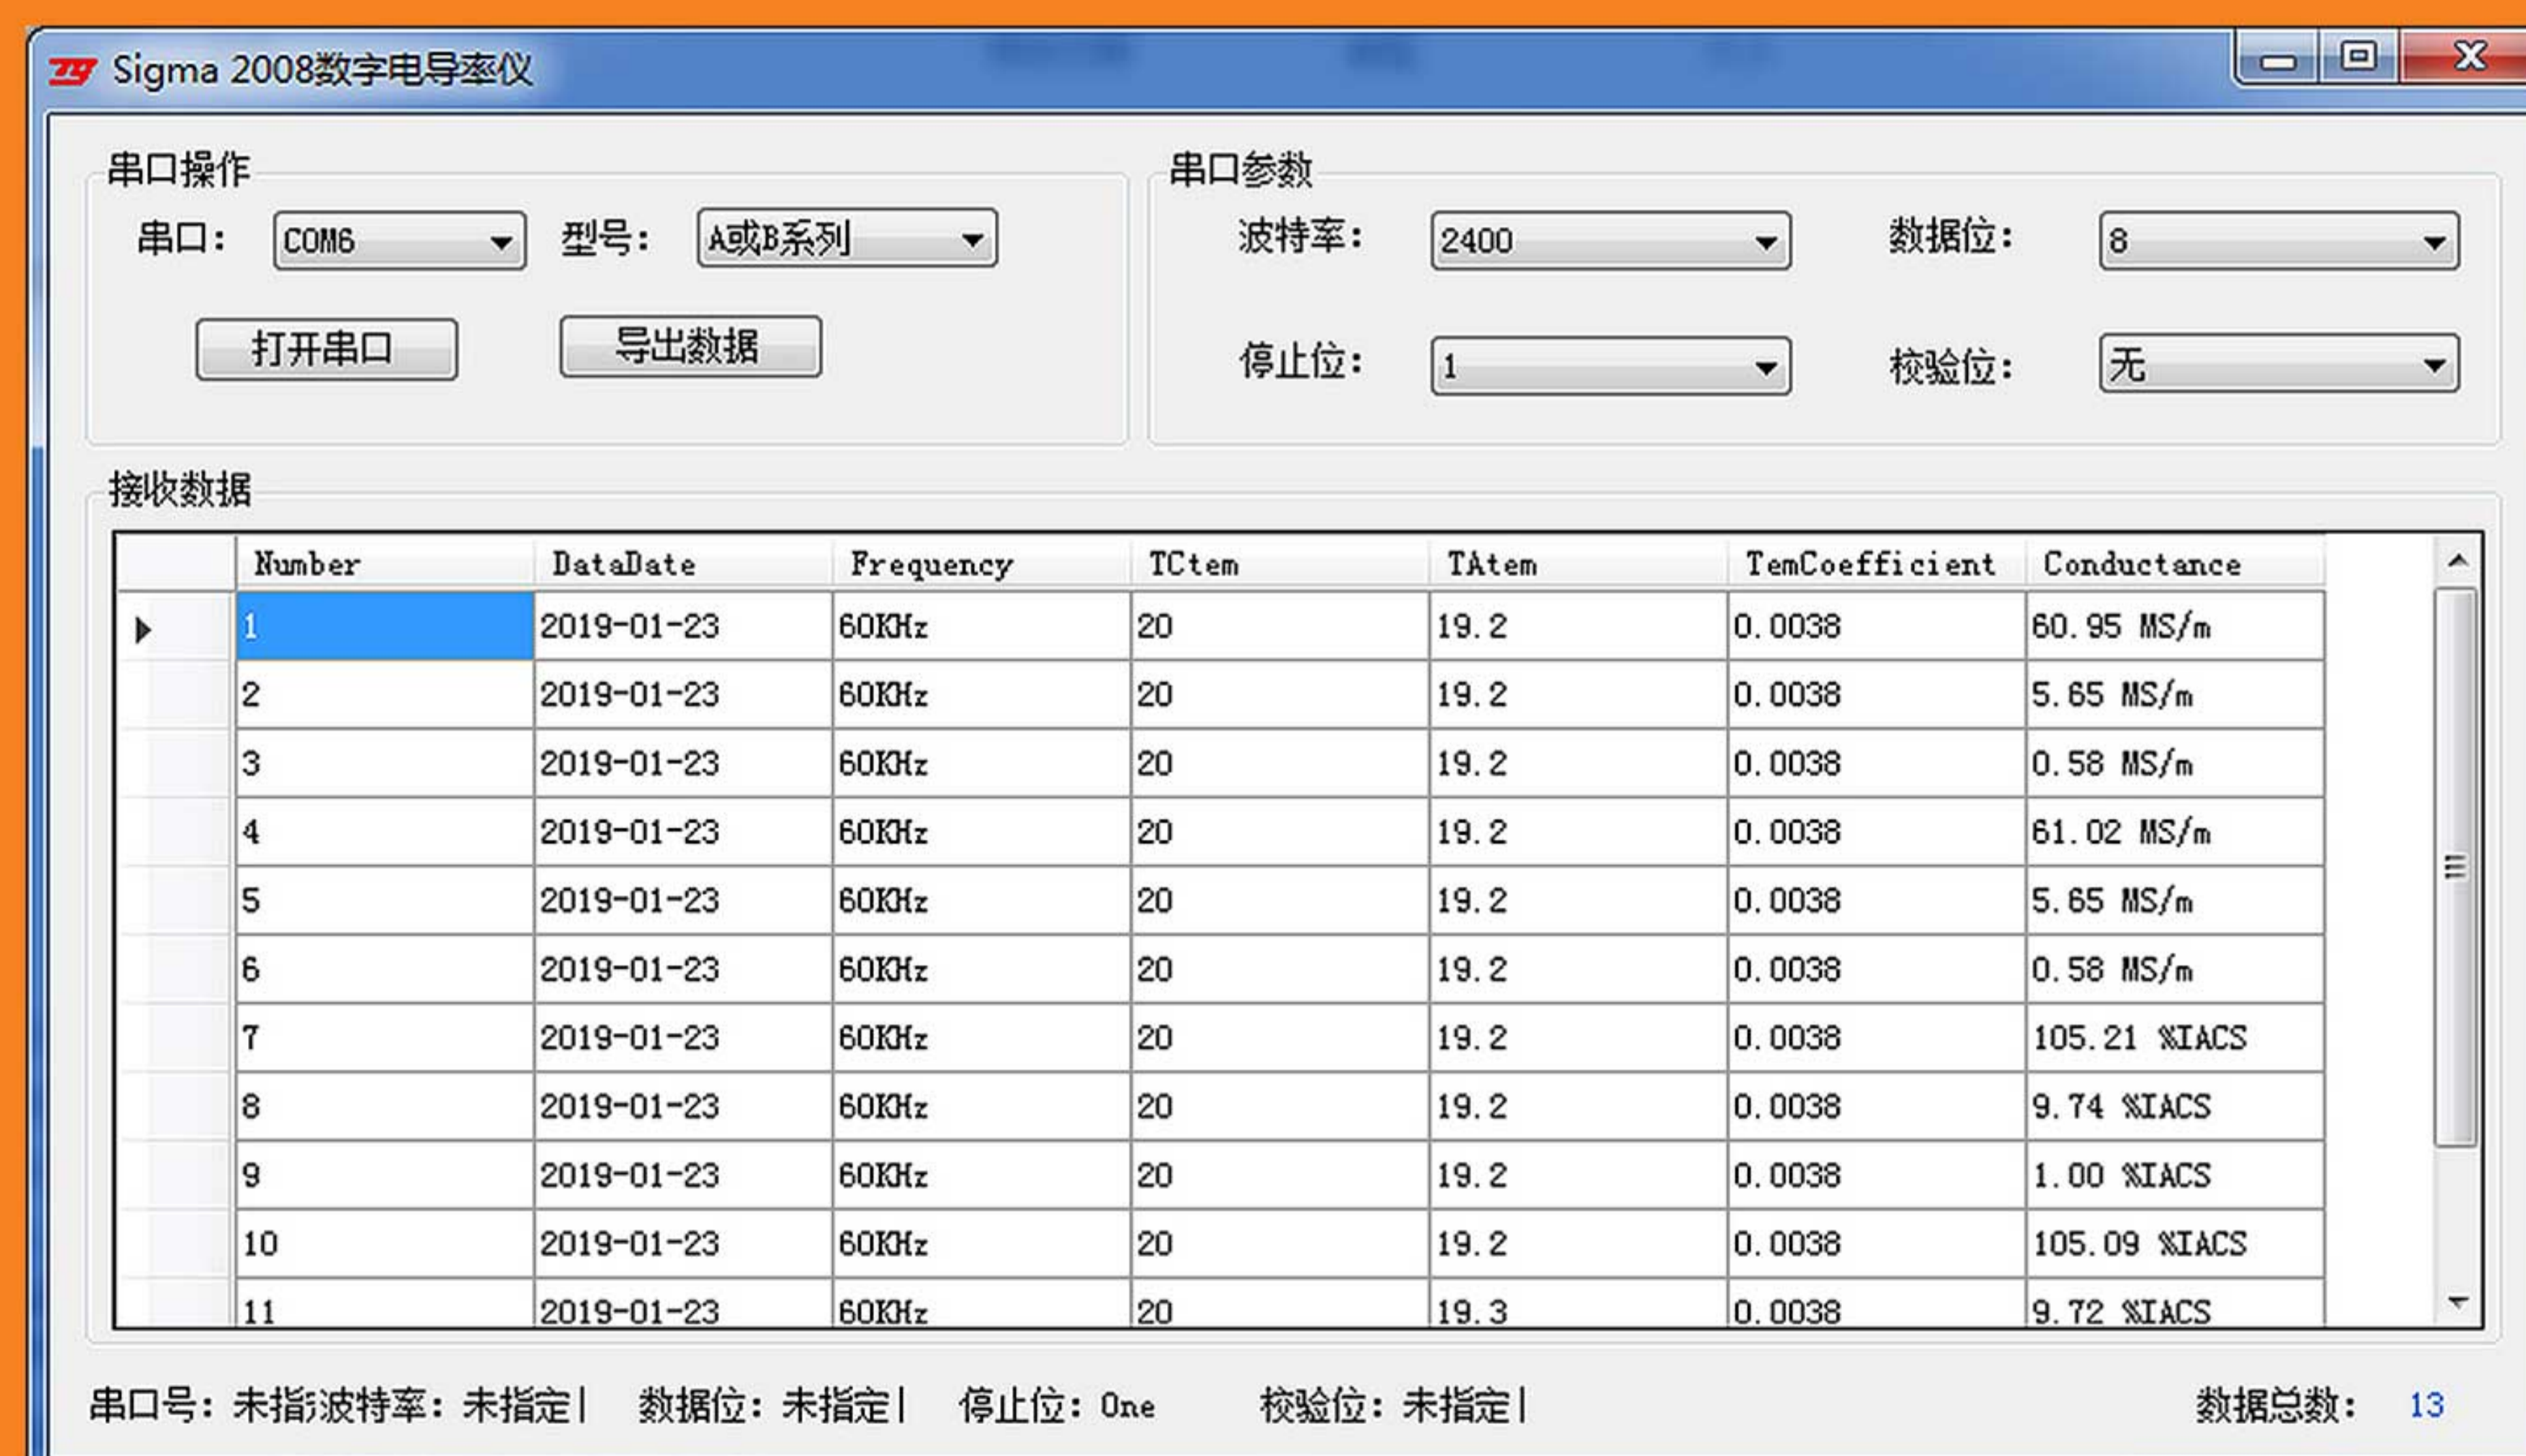 Sigma 2008数字电导率仪
串口操作
串口： COM6 型号： A或B系列
打开串口 导出数据
串口参数
波特率： 2400 数据位： 8
停止位： 1 校验位： 无
接收数据
Number DataDate Frequency TCtem TAtem TemCoefficient Conductance
1 2019-01-23 60KHz 20 19.2 0.0038 60.95 MS/m
2 2019-01-23 60KHz 20 19.2 0.0038 5.65 MS/m
3 2019-01-23 60KHz 20 19.2 0.0038 0.58 MS/m
4 2019-01-23 60KHz 20 19.2 0.0038 61.02 MS/m
5 2019-01-23 60KHz 20 19.2 0.0038 5.65 MS/m
6 2019-01-23 60KHz 20 19.2 0.0038 0.58 MS/m
7 2019-01-23 60KHz 20 19.2 0.0038 105.21 %IACS
8 2019-01-23 60KHz 20 19.2 0.0038 9.74 %IACS
9 2019-01-23 60KHz 20 19.2 0.0038 1.00 %IACS
10 2019-01-23 60KHz 20 19.2 0.0038 105.09 %IACS
11 2019-01-23 60KHz 20 19.3 0.0038 9.72 %IACS
串口号： 未指 波特率： 未指定| 数据位： 未指定| 停止位： One 校验位： 未指定| 数据总数： 13